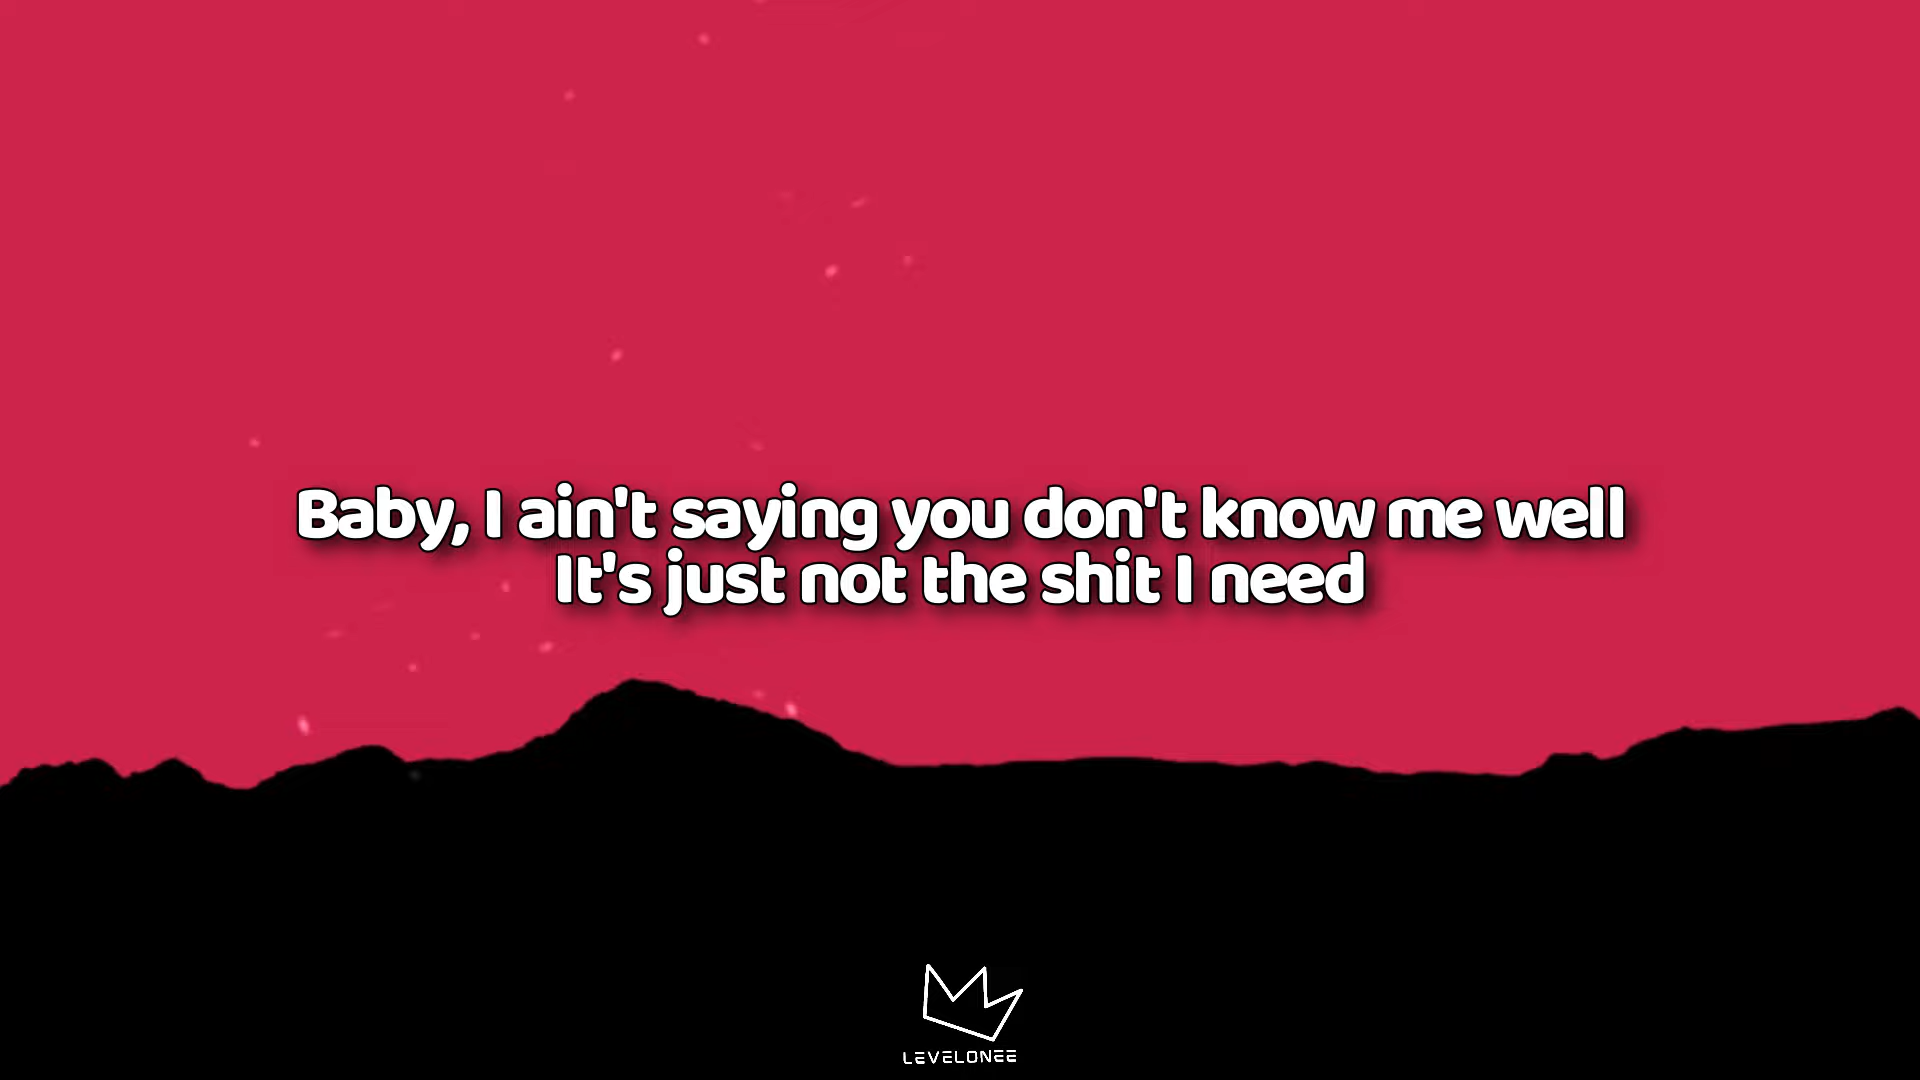 Baby, I ain't saying you don't know me well
It's just not the shit I need
LEVELONEE